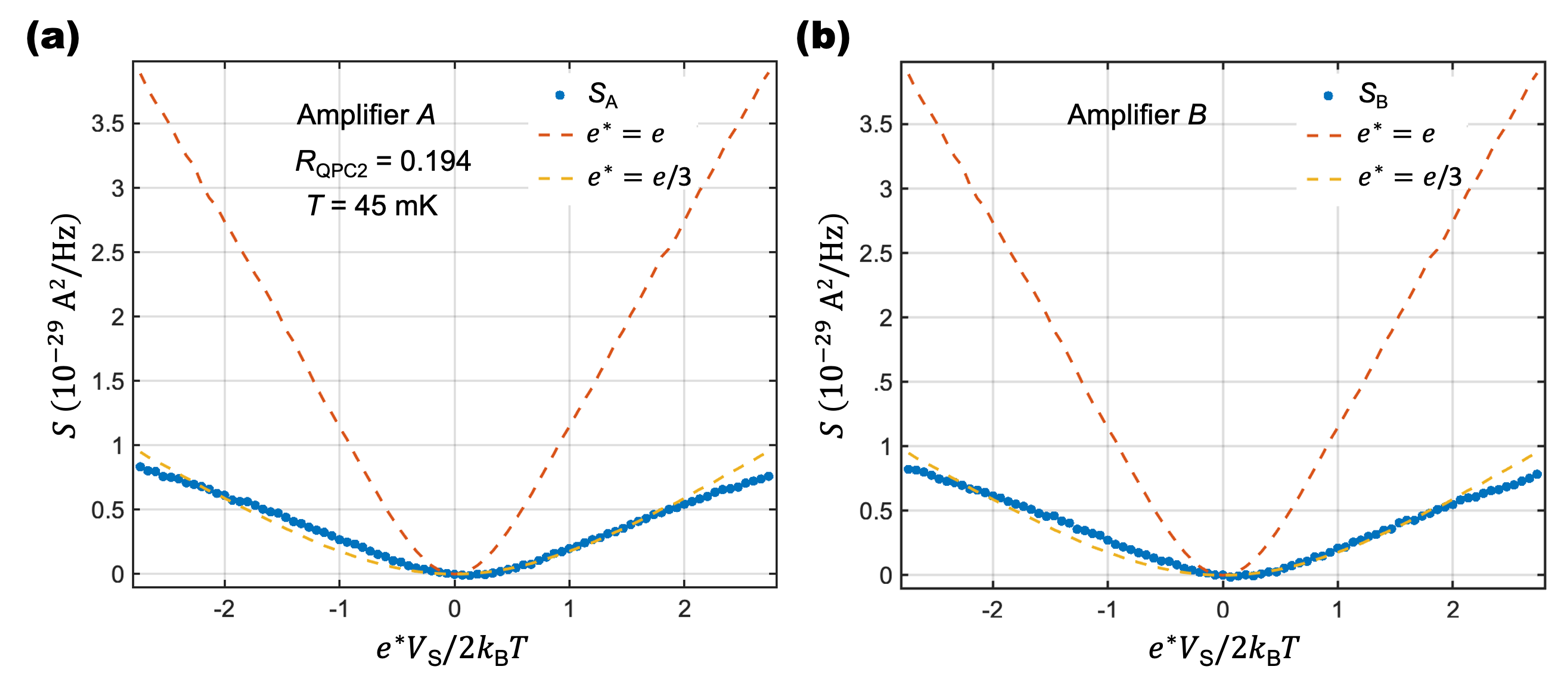 (a)
3.5
3
2.5
2
1.5
1
0.5
0
S (10⁻²⁹ A²/Hz)
Amplifier A
R_QPC2 = 0.194
T = 45 mK
S_A
e* = e
e* = e/3
-2
-1
0
1
2
e*V_S/2k_BT
(b)
3.5
3
2.5
2
.5
1
0.5
0
S (10⁻²⁹ A²/Hz)
Amplifier B
S_B
e* = e
e* = e/3
-2
-1
0
1
2
e*V_S/2k_BT